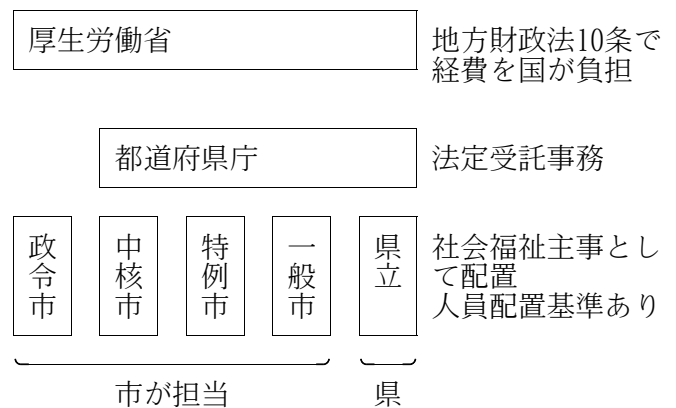 厚生労働省
地方財政法10条で
経費を国が負担
都道府県庁
法定受託事務
政令市
中核市
特例市
一般市
県立
社会福祉主事とし
て配置
人員配置基準あり
市が担当
県